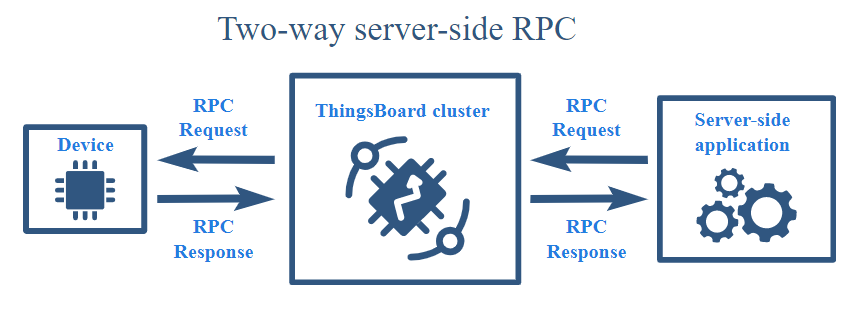 Two-way server-side RPC
Device
RPC
Request
RPC
Response
ThingsBoard cluster
RPC
Request
RPC
Response
Server-side
application